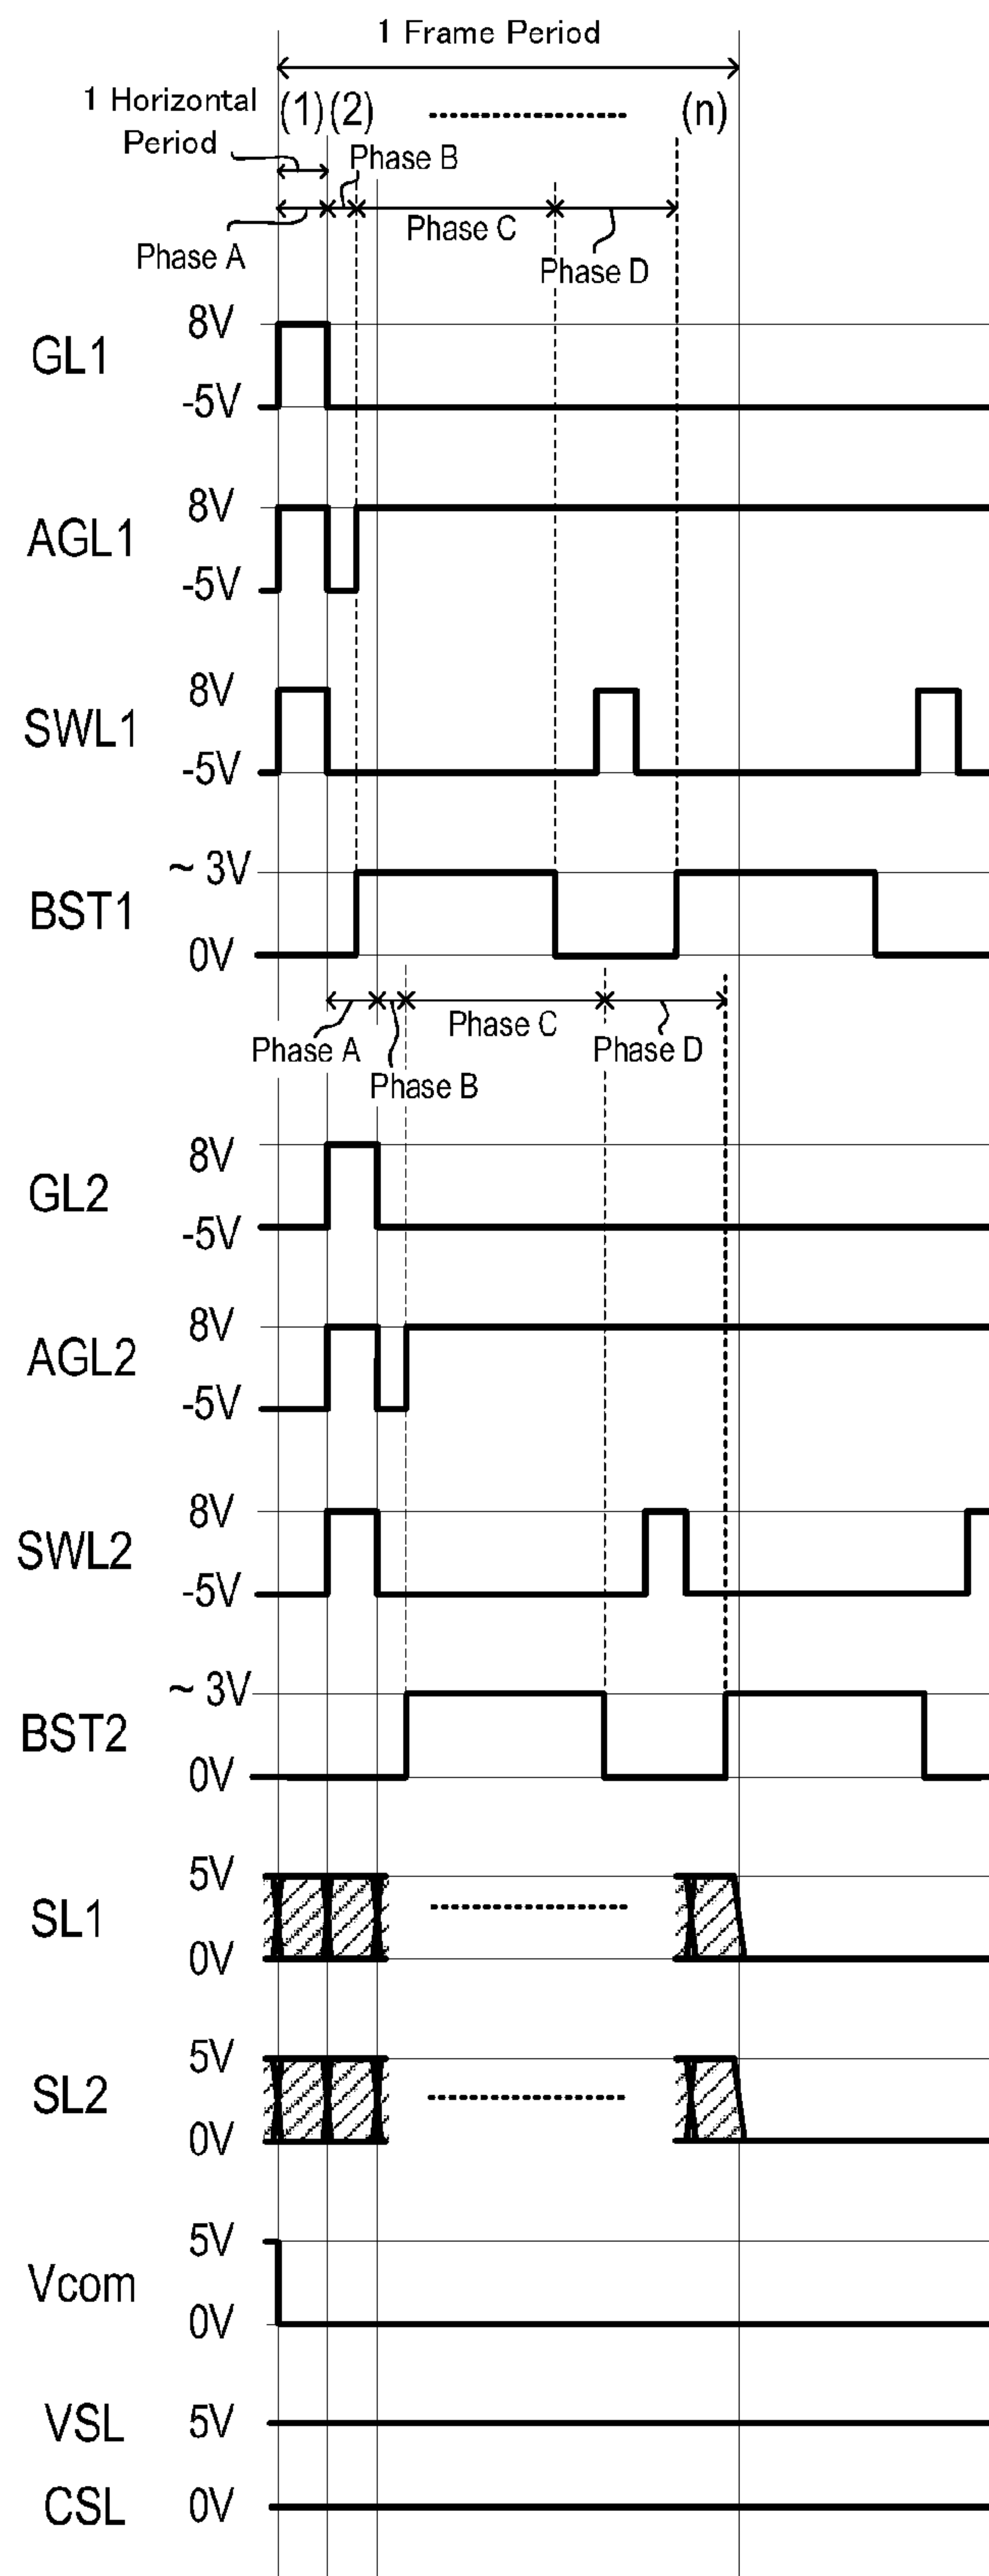 1 Frame Period
1 Horizontal
Period
(1) (2) (n)
Phase B
Phase C
Phase A
Phase D
8V
GL1
-5V
8V
AGL1
-5V
8V
SWL1
-5V
~ 3V
BST1
0V
Phase C
Phase A
Phase D
Phase B
8V
GL2
-5V
8V
AGL2
-5V
8V
SWL2
-5V
~ 3V
BST2
0V
5V
SL1
0V
5V
SL2
0V
5V
Vcom
0V
VSL 5V
CSL 0V